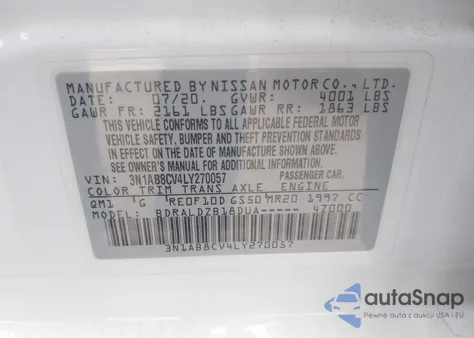 MANUFACTURED BY NISSAN MOTOR CO., LTD.
DATE: 07/20. GVWR: 4001 LBS
GAWR FR: 2161 LBS GAWR RR: 1863 LBS
THIS VEHICLE CONFORMS TO ALL APPLICABLE
FEDERAL MOTOR VEHICLE SAFETY, BUMPER, AND THEFT PREVENTION
STANDARDS IN EFFECT ON THE DATE OF MANUFACTURE SHOWN ABOVE.
SEE OWNER'S MANUAL FOR ADDITIONAL INFORMATION.
VIN: 3N1AB8CV4LY270057 PASSENGER CAR.
COLOR TRIM TRANS AXLE ENGINE
QM1 G RE0F10D GS50 MR20 1997 CC
MODEL: BDRALDZB18DUA----- 4Z000
3N1AB8CV4LY270057
autoSnap
Pewne auta z aukcji USA i EU